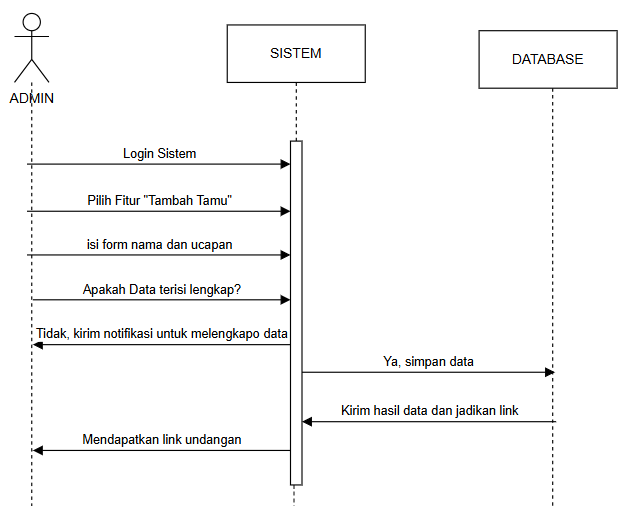 SISTEM
DATABASE
ADMIN
Login Sistem
Pilih Fitur "Tambah Tamu"
isi form nama dan ucapan
Apakah Data terisi lengkap?
Tidak, kirim notifikasi untuk melengkapo data
Ya, simpan data
Kirim hasil data dan jadikan link
Mendapatkan link undangan